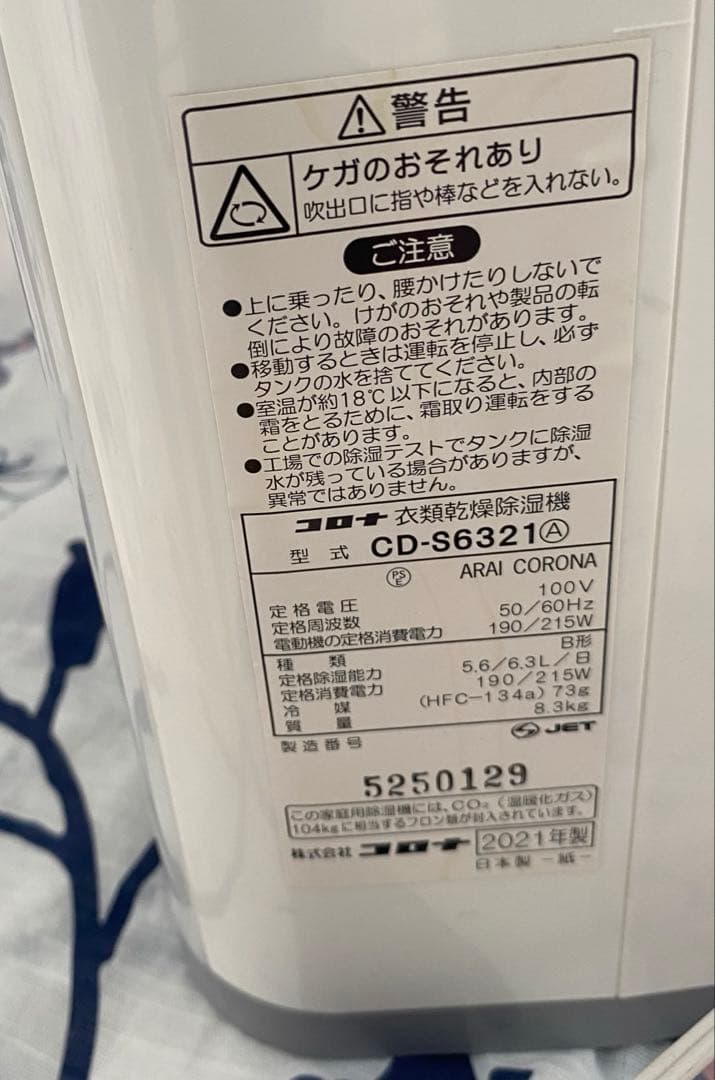 警告
ケガのおそれあり
吹出口に指や棒などを入れない。
ご注意
●上に乗ったり、腰かけたりしないで
ください。けがのおそれや製品の転
倒により故障のおそれがあります。
●移動するときは運転を停止し、必ず
タンクの水を捨ててください。
●室温が約18℃以下になると、内部の
霜をとるために、霜取り運転をする
ことがあります。
●工場での除湿テストでタンクに除湿
水が残っている場合がありますが、
異常ではありません。
コロナ 衣類乾燥除湿機
型式 CD-S6321Ⓐ
PSE ARAI CORONA
定格電圧 100V
定格周波数 50/60Hz
電動機の定格消費電力 190/215W
種類 B形
定格除湿能力 5.6/6.3L/日
定格消費電力 190/215W
冷媒 (HFC-134a) 73g
質量 8.3kg
製造番号 JET
5250129
この家庭用除湿機には、CO₂(温暖化ガス)
104kgに相当するフロン類が封入されています。
株式会社 コロナ 2021年製
日本製 -紙-